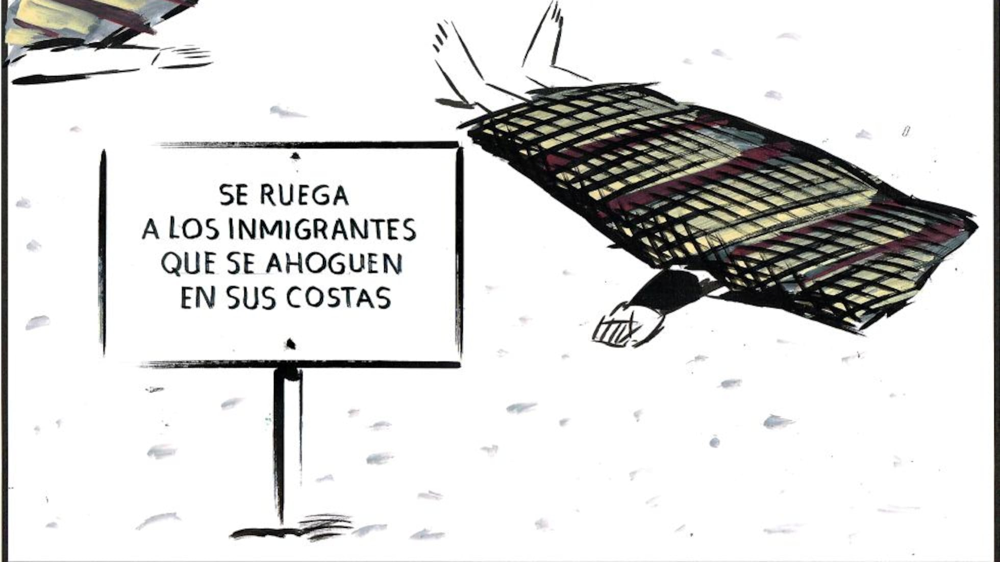 SE RUEGA
A LOS INMIGRANTES
QUE SE AHOGUEN
EN SUS COSTAS